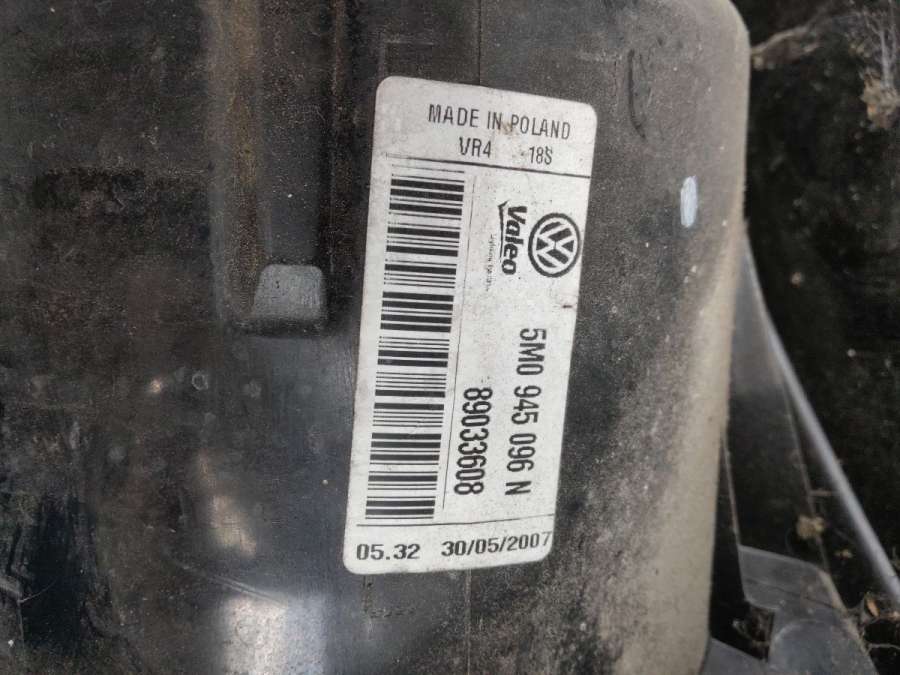 MADE IN POLAND
VR4 18S
Valeo
5M0 945 096 N
89033608
05.32 30/05/2007